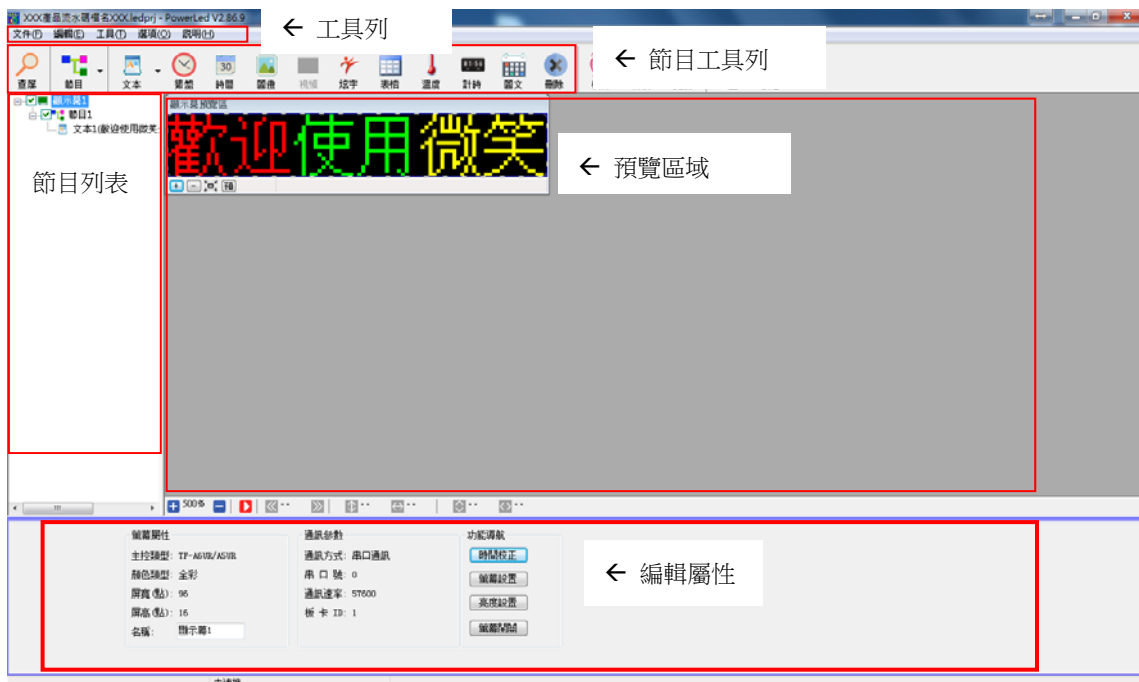 XXX產品流水碼檔名XXX.ledprj - PowerLed V2.86.9
文件(F) 編輯(E) 工具(T) 選項(O) 說明(H)
← 工具列
← 節目工具列
查屏 節目 文本 時間 圖像 視頻 炫字 表格 溫度 計時 圖文 刪除
30
顯示幕1
節目1
文本1(歡迎使用微笑
節目列表
顯示幕預覽區
歡迎使用微笑
← 預覽區域
500%
螢幕屬性
主控類型: TF-A5UR/A5UR
顏色類型: 全彩
屏寬(點): 96
屏高(點): 16
名稱: 顯示幕1
通訊參數
通訊方式: 串口通訊
串 口 號: 0
通訊速率: 57600
板 卡 ID: 1
功能導航
時間校正
螢幕設置
亮度設置
螢幕開關
← 編輯屬性